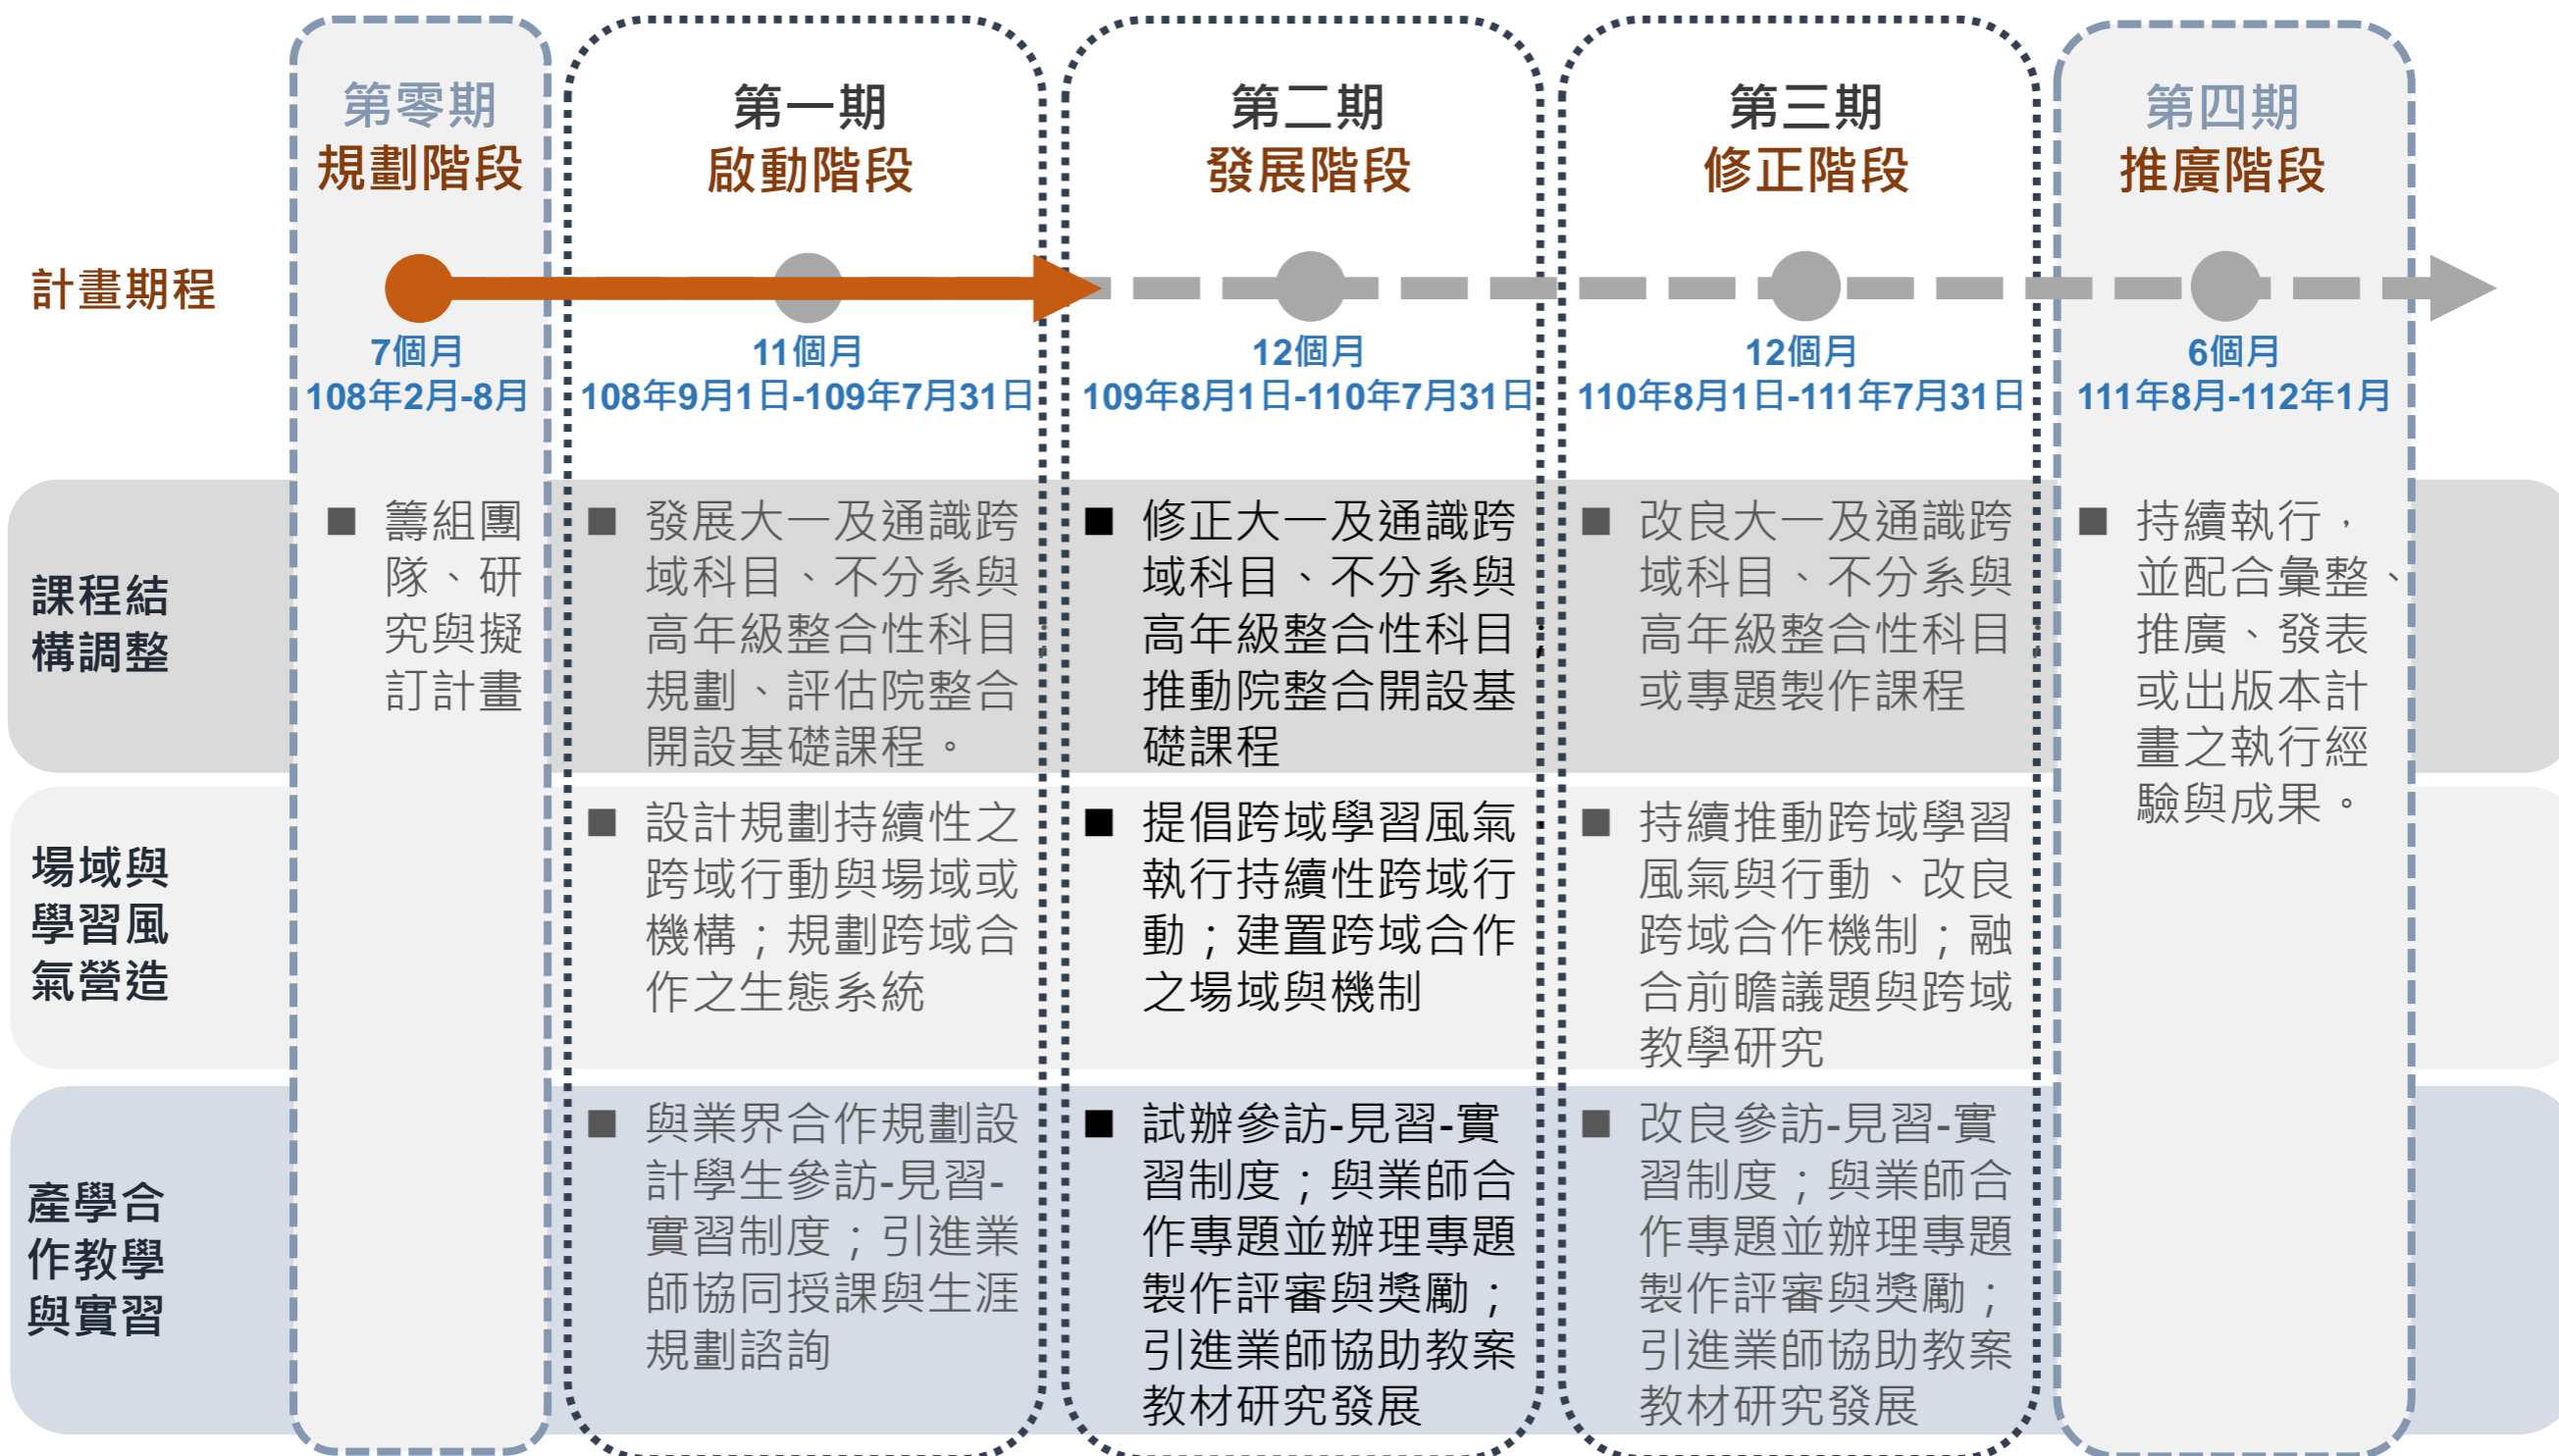 第零期
規劃階段
第一期
啟動階段
第二期
發展階段
第三期
修正階段
第四期
推廣階段
計畫期程
7個月
108年2月-8月
11個月
108年9月1日-109年7月31日
12個月
109年8月1日-110年7月31日
12個月
110年8月1日-111年7月31日
6個月
111年8月-112年1月
課程結
構調整
■ 籌組團
隊、研
究與擬
訂計畫
■ 發展大一及通識跨
域科目、不分系與
高年級整合性科目；
規劃、評估院整合
開設基礎課程。
■ 修正大一及通識跨
域科目、不分系與
高年級整合性科目；
推動院整合開設基
礎課程
■ 改良大一及通識跨
域科目、不分系與
高年級整合性科目；
或專題製作課程
■ 持續執行，
並配合彙整、
推廣、發表
或出版本計
畫之執行經
驗與成果。
場域與
學習風
氣營造
■ 設計規劃持續性之
跨域行動與場域或
機構；規劃跨域合
作之生態系統
■ 提倡跨域學習風氣
執行持續性跨域行
動；建置跨域合作
之場域與機制
■ 持續推動跨域學習
風氣與行動、改良
跨域合作機制；融
合前瞻議題與跨域
教學研究
產學合
作教學
與實習
■ 與業界合作規劃設
計學生參訪-見習-
實習制度；引進業
師協同授課與生涯
規劃諮詢
■ 試辦參訪-見習-實
習制度；與業師合
作專題並辦理專題
製作評審與獎勵；
引進業師協助教案
教材研究發展
■ 改良參訪-見習-實
習制度；與業師合
作專題並辦理專題
製作評審與獎勵；
引進業師協助教案
教材研究發展